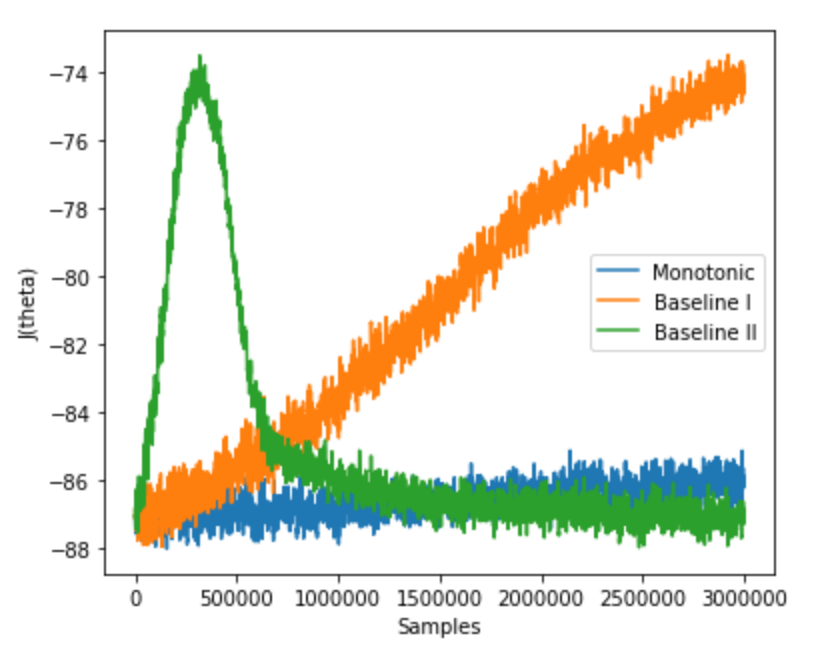 −74
−76
−78
−80
−82
−84
−86
−88
J(theta)
Monotonic
Baseline I
Baseline II
0 500000 1000000 1500000 2000000 2500000 3000000
Samples